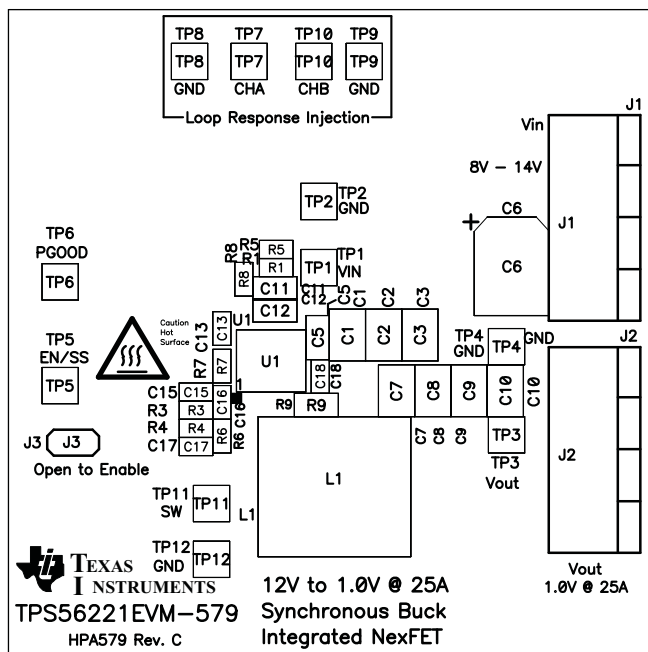 TP8 TP7 TP10 TP9
TP8 TP7 TP10 TP9
GND CHA CHB GND
Loop Response Injection
J1
Vin
8V - 14V
C6
+
C6
J1
TP2
TP2
GND
TP6
PGOOD
TP6
R8
R5
R5
R1
R1
R8
TP1
TP1
VIN
C11
C11
C12
C12
C5
C1
C2
C3
U1
C13
C13
Caution
Hot
Surface
U1
C5
C1
C2
C3
TP4
GND
TP4
GND
J2
TP5
EN/SS
TP5
R7
R7
C18
C18
1
C15
C15
C16
C16
R3
R3
R9
R9
C7
C8
C9
C10
C10
R4
R4
R6
R6
C17
C17
J3
J3
Open to Enable
C7
C8
C9
TP3
TP3
Vout
J2
L1
L1
TP11
SW
TP11
TP12
GND
TP12
TEXAS
INSTRUMENTS
Vout
1.0V @ 25A
12V to 1.0V @ 25A
TPS56221EVM-579
Synchronous Buck
HPA579 Rev. C
Integrated NexFET